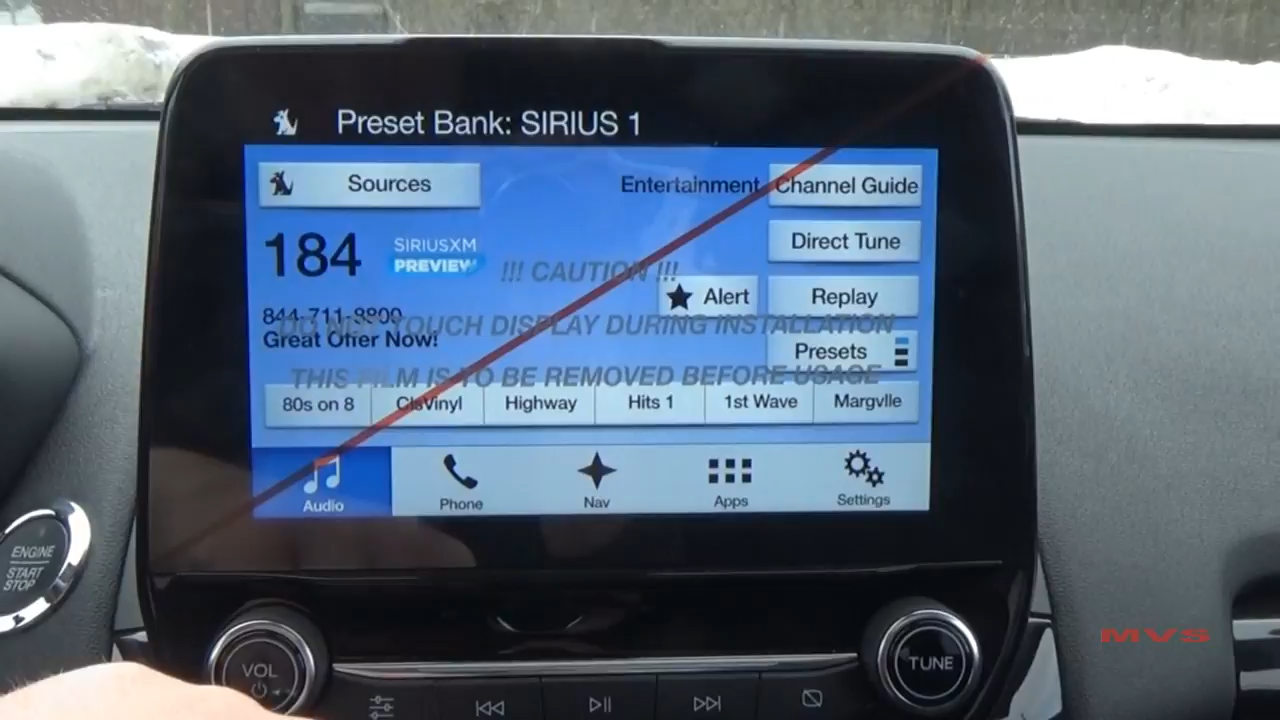 Preset Bank: SIRIUS 1
Sources
Entertainment
Channel Guide
184
SIRIUSXM
PREVIEW
Direct Tune
!!! CAUTION !!!
Alert
Replay
844-711-8800
DO NOT TOUCH DISPLAY DURING INSTALLATION
Great Offer Now!
Presets
THIS FILM IS TO BE REMOVED BEFORE USAGE
80s on 8
ClsVinyl
Highway
Hits 1
1st Wave
Margvlle
Audio
Phone
Nav
Apps
Settings
ENGINE
START
STOP
VOL
TUNE
MVS